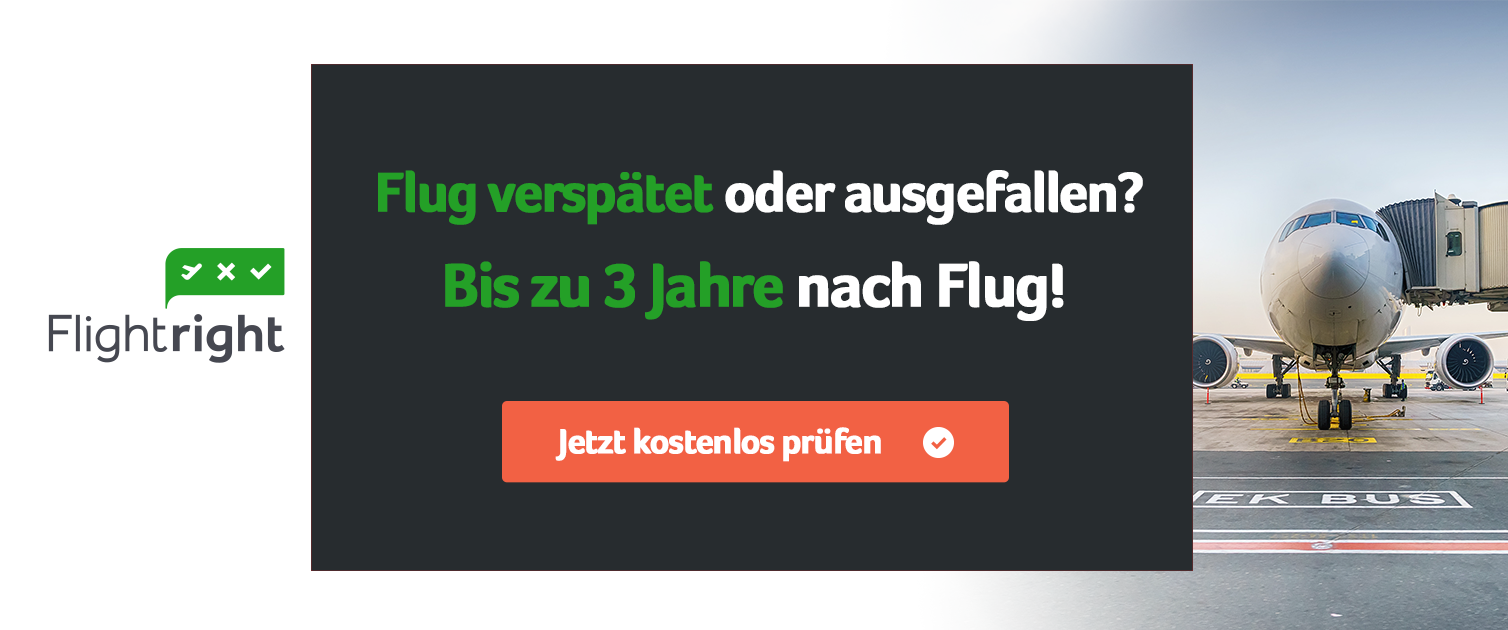 Flightright
Flug verspätet oder ausgefallen?
Bis zu 3 Jahre nach Flug!
Jetzt kostenlos prüfen
EK BUS